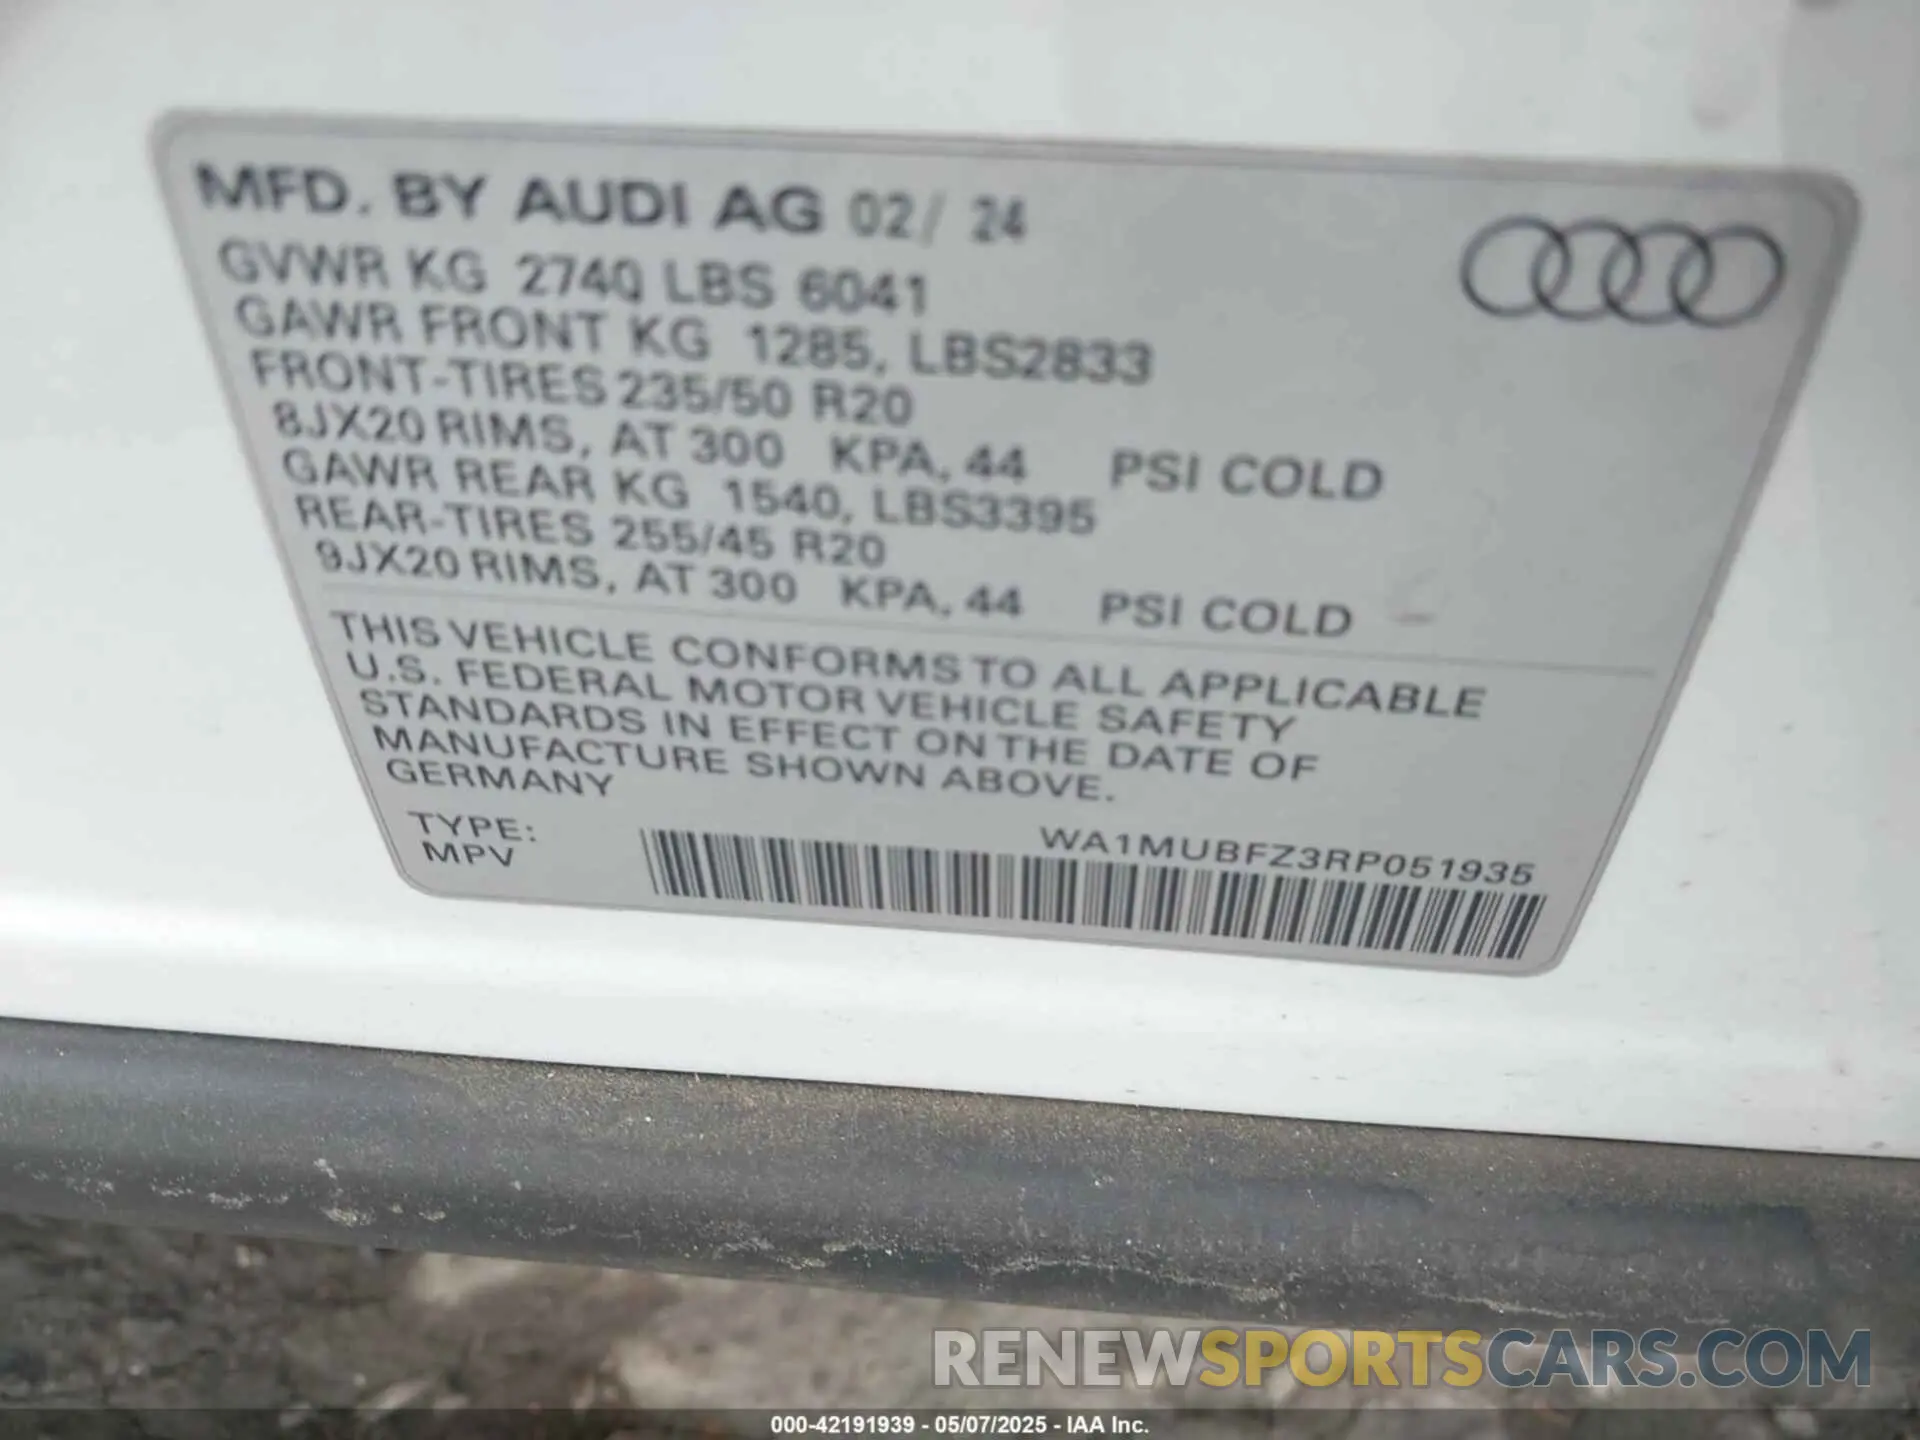 MFD. BY AUDI AG 02/ 24
GVWR KG 2740 LBS 6041
GAWR FRONT KG 1285, LBS2833
FRONT-TIRES 235/50 R20
8JX20 RIMS, AT 300 KPA, 44 PSI COLD
GAWR REAR KG 1540, LBS3395
REAR-TIRES 255/45 R20
9JX20 RIMS, AT 300 KPA, 44 PSI COLD
THIS VEHICLE CONFORMS TO ALL APPLICABLE
U.S. FEDERAL MOTOR VEHICLE SAFETY
STANDARDS IN EFFECT ON THE DATE OF
MANUFACTURE SHOWN ABOVE.
GERMANY
TYPE:
MPV
WA1MUBFZ3RP051935
RENEWSPORTSCARS.COM
000-42191939 - 05/07/2025 - IAA Inc.